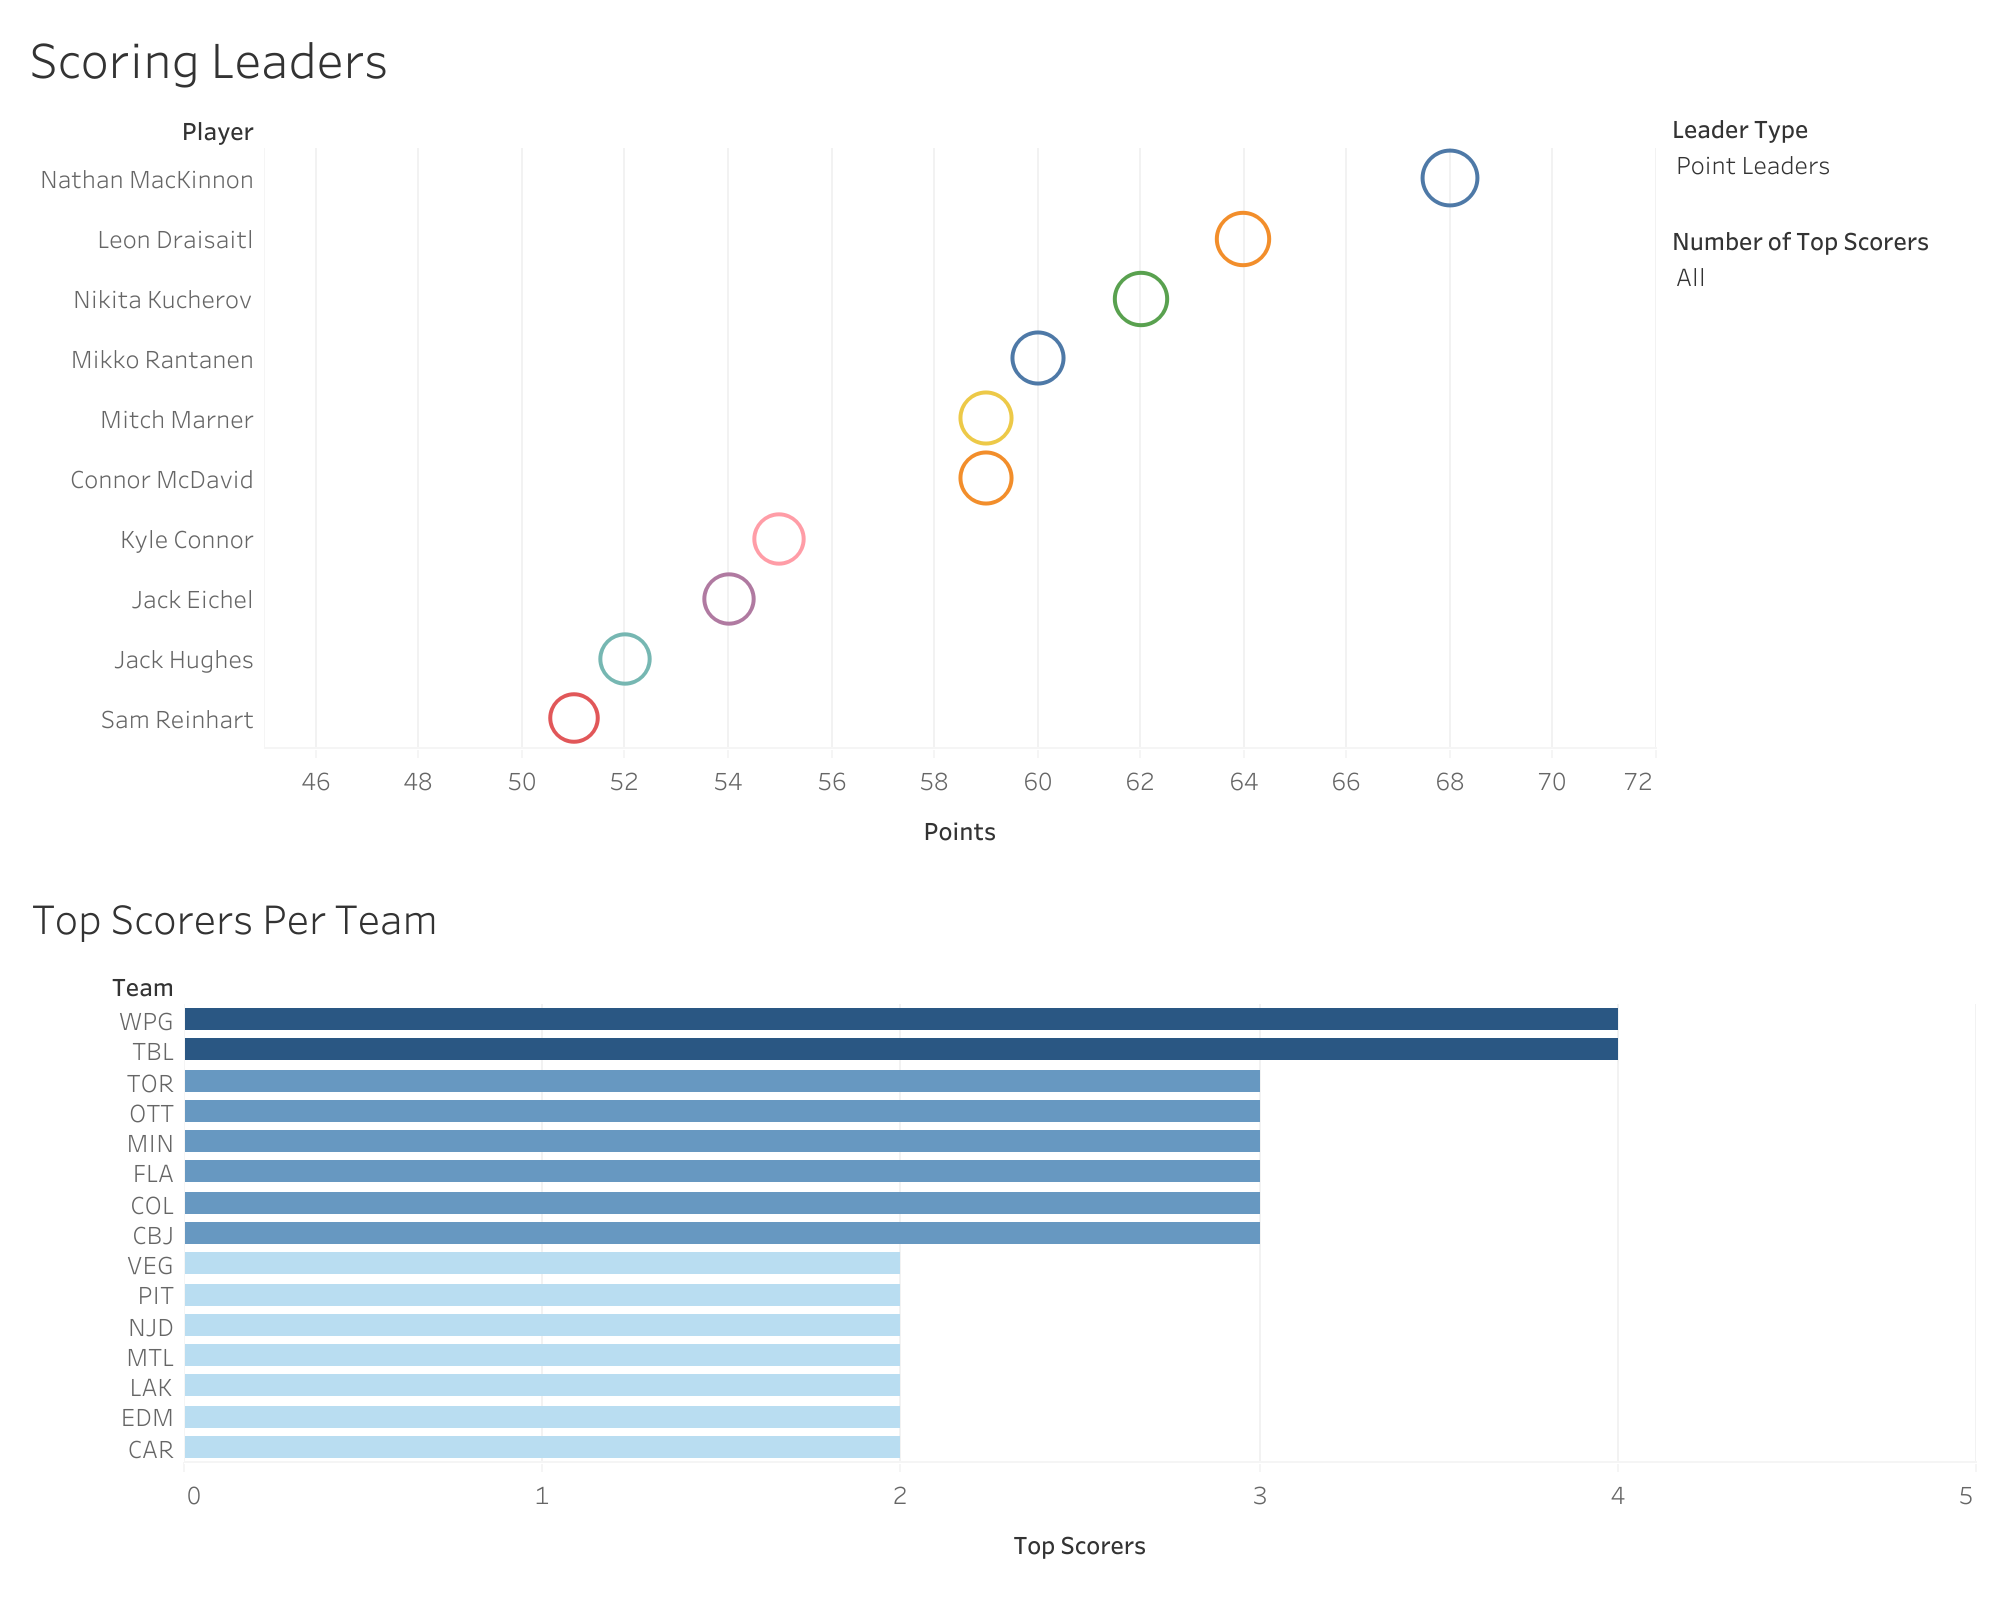 Scoring Leaders
Player
Leader Type
Point Leaders
Number of Top Scorers
All
Nathan MacKinnon
Leon Draisaitl
Nikita Kucherov
Mikko Rantanen
Mitch Marner
Connor McDavid
Kyle Connor
Jack Eichel
Jack Hughes
Sam Reinhart
46 48 50 52 54 56 58 60 62 64 66 68 70 72
Points
Top Scorers Per Team
Team
WPG
TBL
TOR
OTT
MIN
FLA
COL
CBJ
VEG
PIT
NJD
MTL
LAK
EDM
CAR
0 1 2 3 4 5
Top Scorers